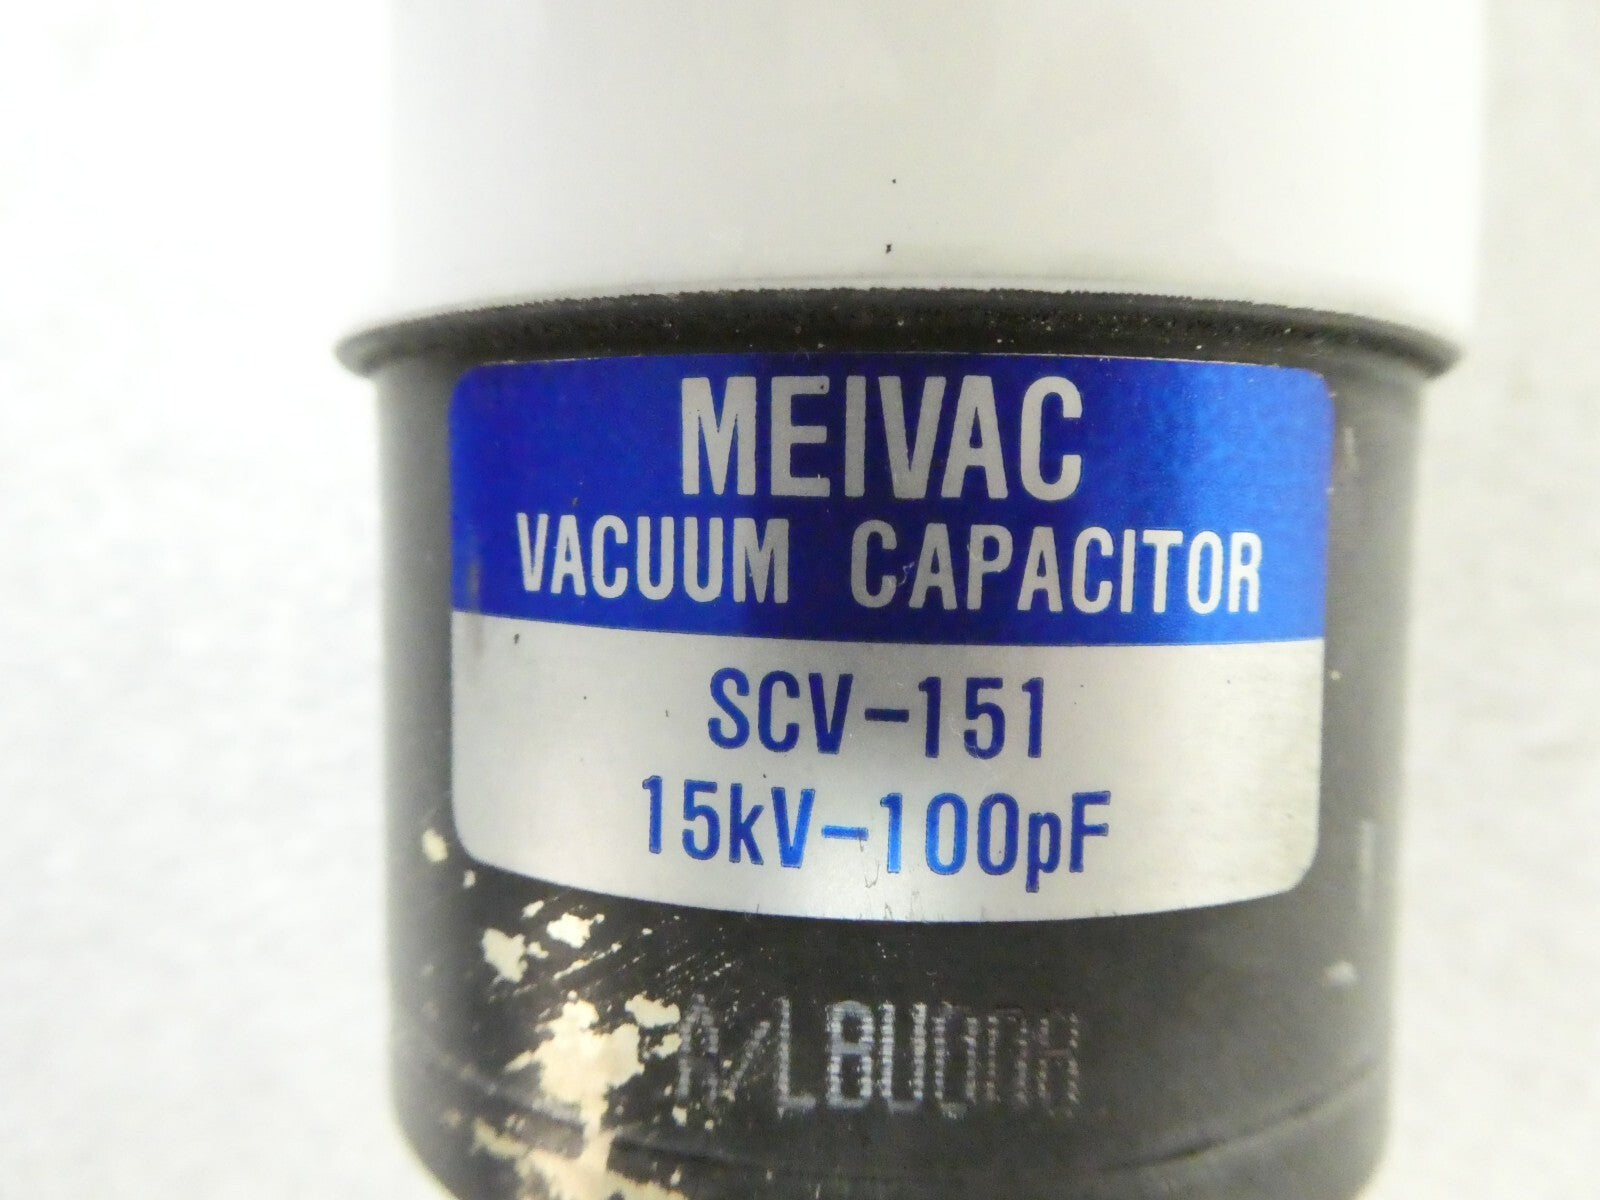 MEIVAC
VACUUM CAPACITOR
SCV-151
15kV-100pF